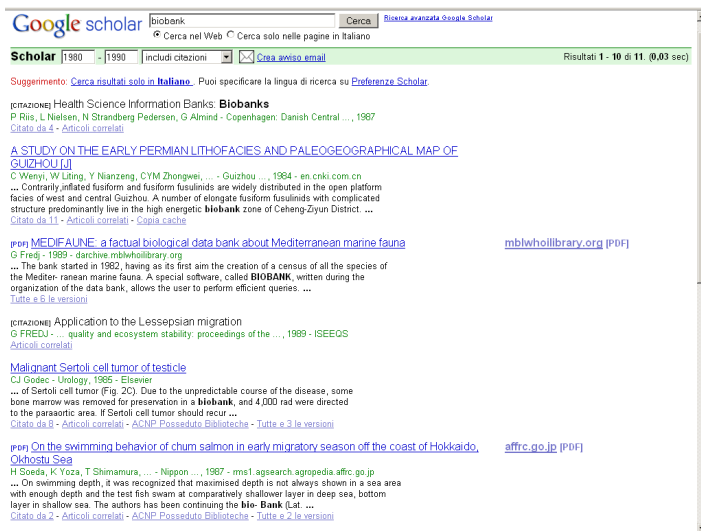 Google scholar biobank Cerca Ricerca avanzata Google Scholar
Cerca nel Web Cerca solo nelle pagine in Italiano
Scholar 1980 - 1990 includi citazioni Crea avviso email Risultati 1 - 10 di 11. (0,03 sec)
Suggerimento: Cerca risultati solo in Italiano . Puoi specificare la lingua di ricerca su Preferenze Scholar.
[CITAZIONE] Health Science Information Banks: Biobanks
P Riis, L Nielsen, N Strandberg Pedersen, G Almind - Copenhagen: Danish Central ..., 1987
Citato da 4 - Articoli correlati
A STUDY ON THE EARLY PERMIAN LITHOFACIES AND PALEOGEOGRAPHICAL MAP OF
GUIZHOU [J]
C Wenyi, W Liting, Y Nianzeng, CYM Zhongwei, ... - Guizhou ..., 1984 - en.cnki.com.cn
... Contrarily,inflated fusiform and fusiform fusulinids are widely distributed in the open platform
facies of west and central Guizhou. A number of elongate fusiform fusulinids with complicated
structure predominantly live in the high energetic biobank zone of Ceheng-Ziyun District. ...
Citato da 11 - Articoli correlati - Copia cache
[PDF] MEDIFAUNE: a factual biological data bank about Mediterranean marine fauna mblwhoilibrary.org [PDF]
G Fredj - 1989 - darchive.mblwhoilibrary.org
... The bank started in 1982, having as its first aim the creation of a census of all the species of
the Mediter- ranean marine fauna. A special software, called BIOBANK, written during the
organization of the data bank, allows the user to perform efficient queries. ...
Tutte e 6 le versioni
[CITAZIONE] Application to the Lessepsian migration
G FREDJ - ... quality and ecosystem stability: proceedings of the ..., 1989 - ISEEQS
Articoli correlati
Malignant Sertoli cell tumor of testicle
CJ Godec - Urology, 1985 - Elsevier
... of Sertoli cell tumor (Fig. 2C). Due to the unpredictable course of the disease, some
bone marrow was removed for preservation in a biobank, and 4,000 rad were directed
to the paraaortic area. If Sertoli cell tumor should recur ...
Citato da 8 - Articoli correlati - ACNP Posseduto Biblioteche - Tutte e 3 le versioni
[PDF] On the swimming behavior of chum salmon in early migratory season off the coast of Hokkaido, affrc.go.jp [PDF]
Okhostu Sea
H Soeda, K Yoza, T Shimamura, ... - Nippon ..., 1987 - rms1.agsearch.agropedia.affrc.go.jp
... On swimming depth, it was recognized that maximised depth is not always shown in a sea area
with enough depth and the test fish swam at comparatively shallower layer in deep sea, bottom
layer in shallow sea. The authors has been continuing the bio- Bank (Lat. ...
Citato da 2 - Articoli correlati - ACNP Posseduto Biblioteche - Tutte e 2 le versioni